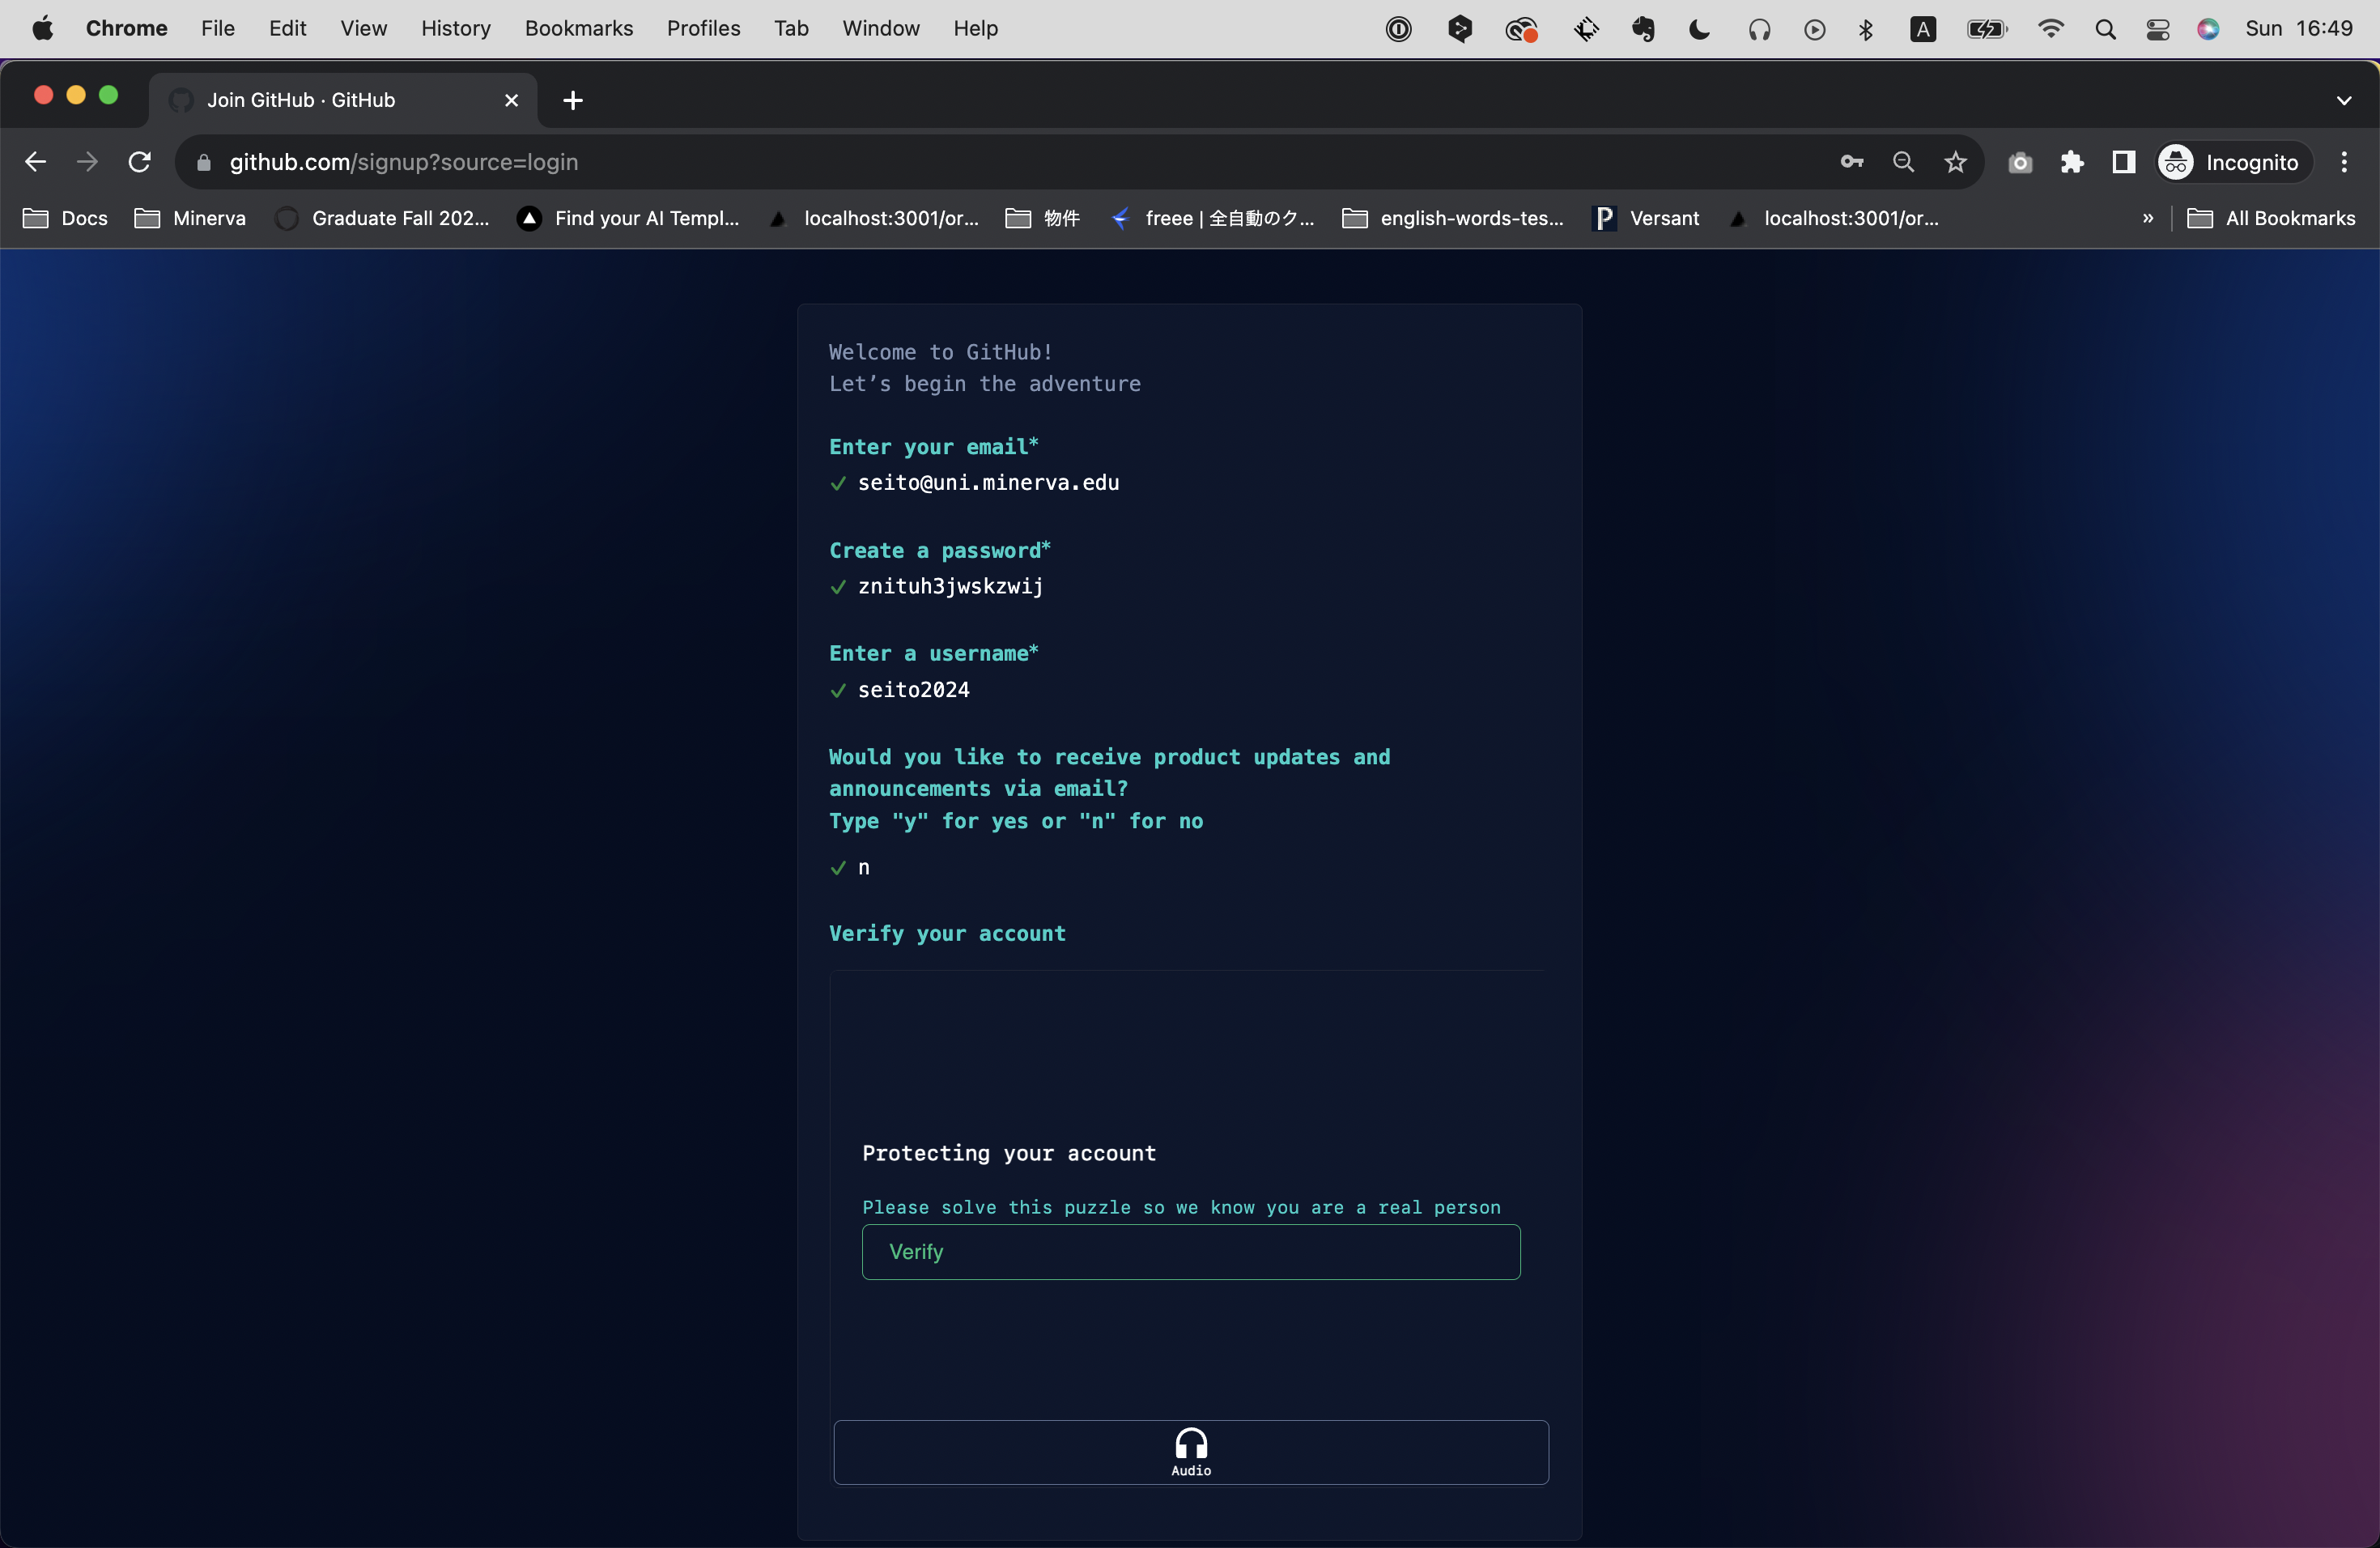 Chrome File Edit View History Bookmarks Profiles Tab Window Help A Sun 16:49
Join GitHub · GitHub
github.com/signup?source=login Incognito
Docs Minerva Graduate Fall 202... Find your AI Templ... localhost:3001/or... 物件 freee | 全自動のク... english-words-tes... P Versant localhost:3001/or... » All Bookmarks
Welcome to GitHub!
Let’s begin the adventure
Enter your email*
✓ seito@uni.minerva.edu
Create a password*
✓ znituh3jwskzwij
Enter a username*
✓ seito2024
Would you like to receive product updates and
announcements via email?
Type "y" for yes or "n" for no
✓ n
Verify your account
Protecting your account
Please solve this puzzle so we know you are a real person
Verify
Audio